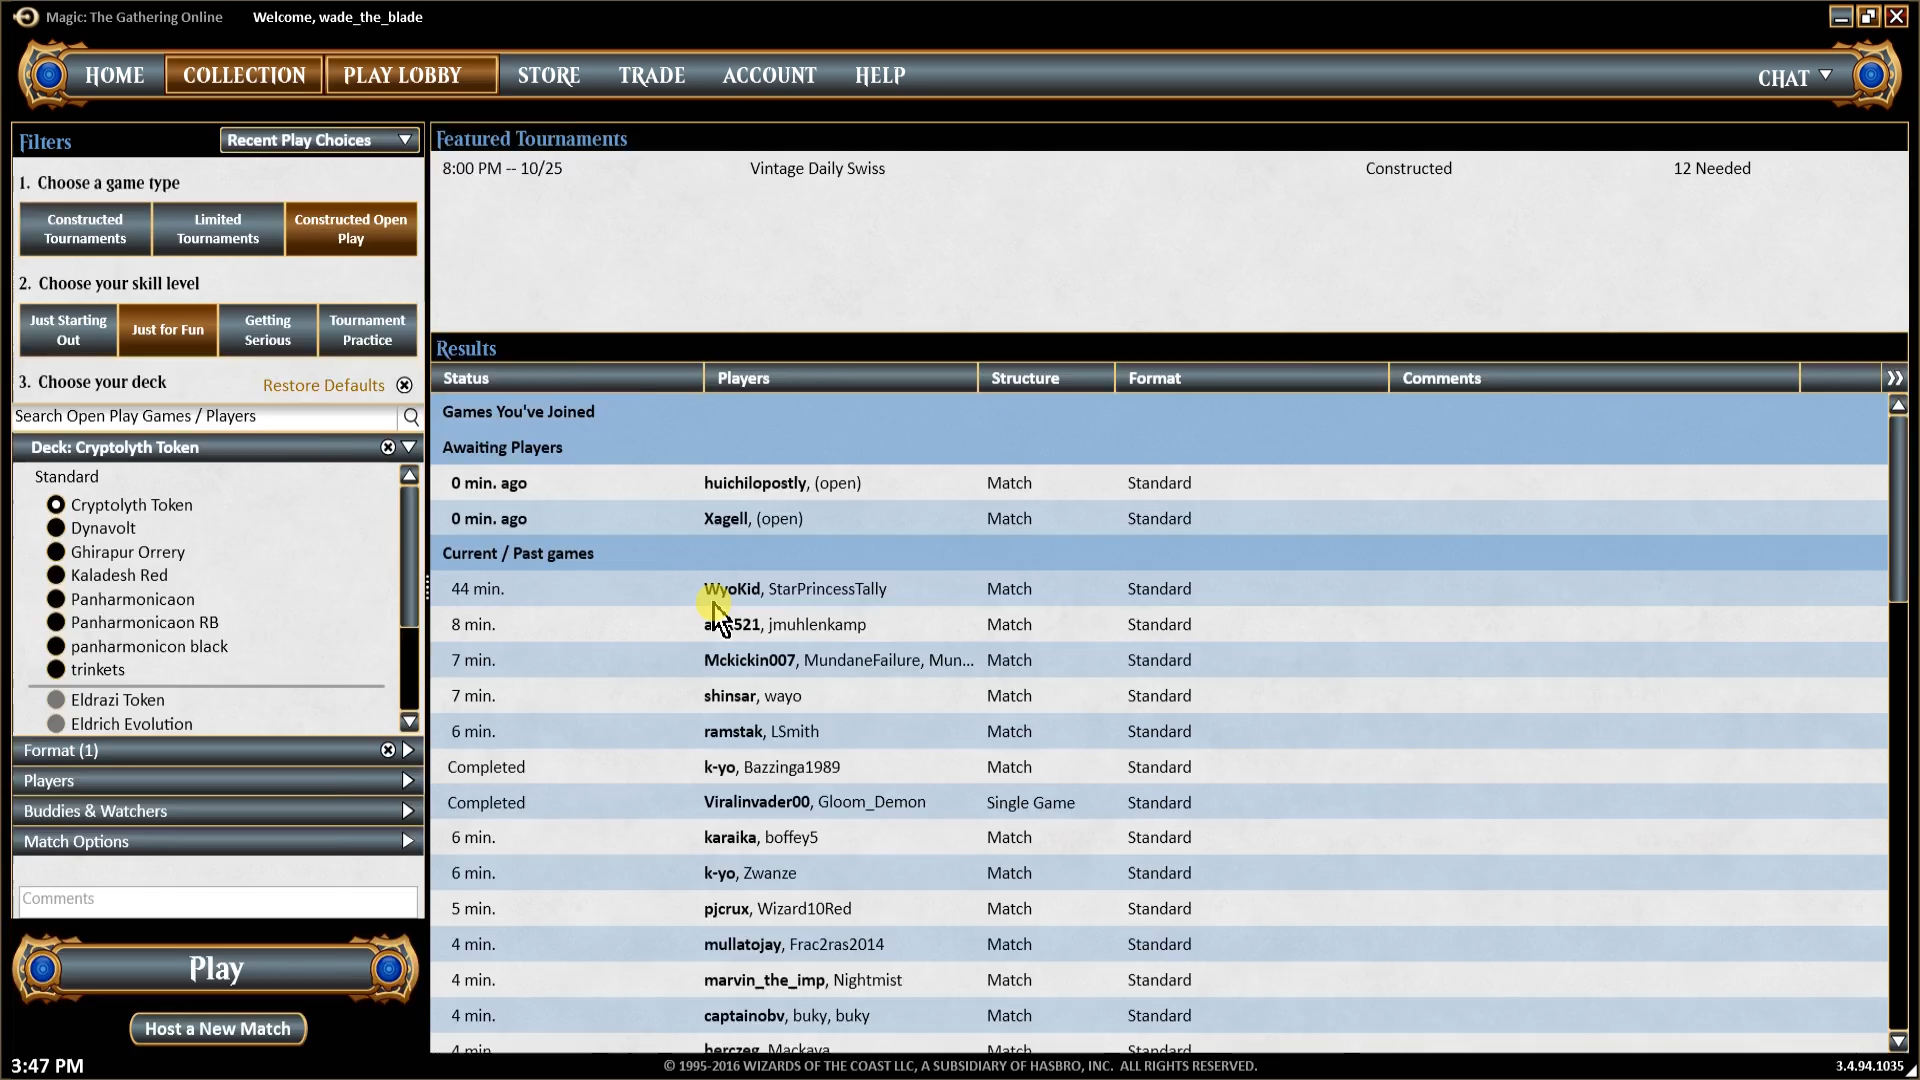 Magic: The Gathering Online Welcome, wade_the_blade
HOME COLLECTION PLAY LOBBY STORE TRADE ACCOUNT HELP CHAT
Filters Recent Play Choices
1. Choose a game type
Constructed Tournaments Limited Tournaments Constructed Open Play
2. Choose your skill level
Just Starting Out Just for Fun Getting Serious Tournament Practice
3. Choose your deck Restore Defaults
Search Open Play Games / Players
Deck: Cryptolyth Token
Standard
Cryptolyth Token
Dynavolt
Ghirapur Orrery
Kaladesh Red
Panharmonicaon
Panharmonicaon RB
panharmonicon black
trinkets
Eldrazi Token
Eldrich Evolution
Format (1)
Players
Buddies & Watchers
Match Options
Comments
Play
Host a New Match
3:47 PM
Featured Tournaments
8:00 PM -- 10/25 Vintage Daily Swiss Constructed 12 Needed
Results
Status Players Structure Format Comments
Games You've Joined
Awaiting Players
0 min. ago huichilopostly, (open) Match Standard
0 min. ago Xagell, (open) Match Standard
Current / Past games
44 min. WyoKid, StarPrincessTally Match Standard
8 min. 521, jmuhlenkamp Match Standard
7 min. Mckickin007, MundaneFailure, Mun... Match Standard
7 min. shinsar, wayo Match Standard
6 min. ramstak, LSmith Match Standard
Completed k-yo, Bazzinga1989 Match Standard
Completed Viralinvader00, Gloom_Demon Single Game Standard
6 min. karaika, boffey5 Match Standard
6 min. k-yo, Zwanze Match Standard
5 min. pjcrux, Wizard10Red Match Standard
4 min. mullatojay, Frac2ras2014 Match Standard
4 min. marvin_the_imp, Nightmist Match Standard
4 min. captainobv, buky, buky Match Standard
4 min. herczeg, Mackava Match Standard
© 1995-2016 WIZARDS OF THE COAST LLC, A SUBSIDIARY OF HASBRO, INC. ALL RIGHTS RESERVED.
3.4.94.1035